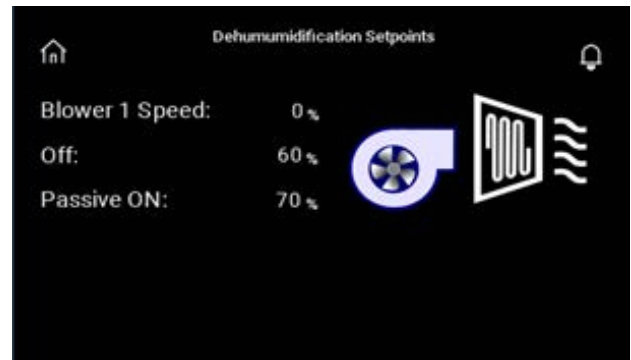 Dehumumidification Setpoints
Blower 1 Speed: 0 %
Off: 60 %
Passive ON: 70 %